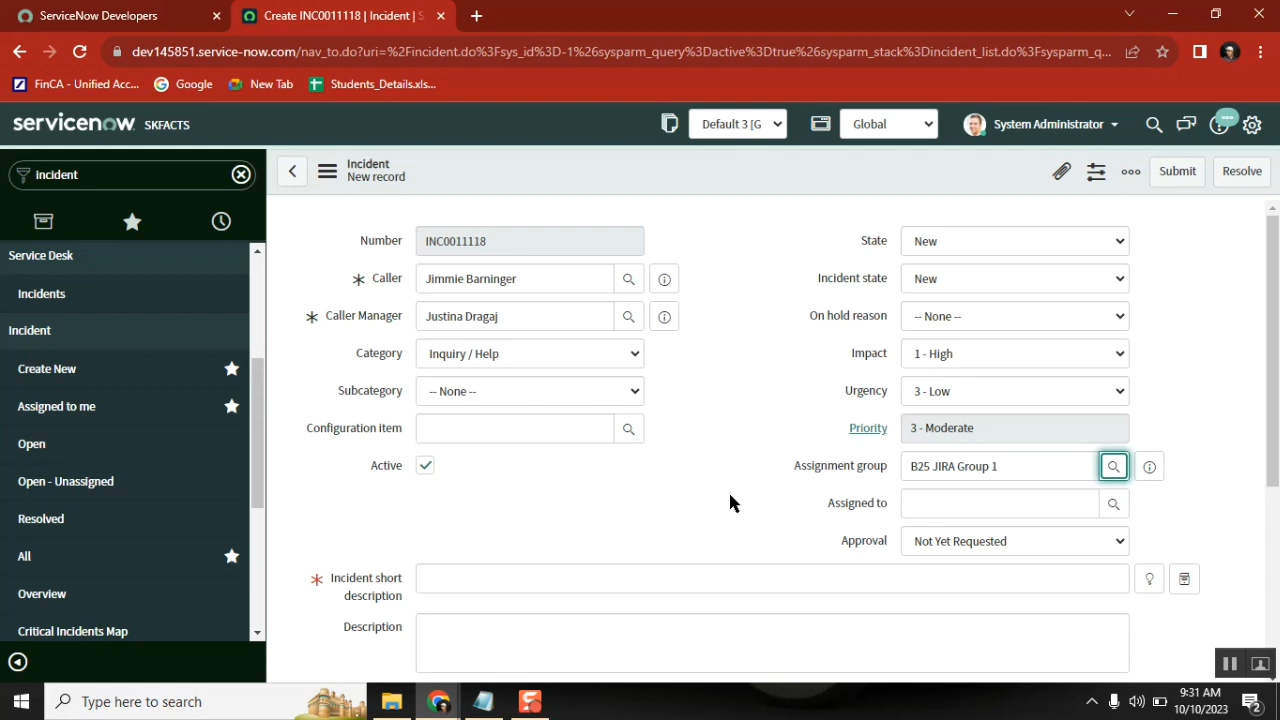 ServiceNow Developers
Create INC0011118 | Incident | S
dev145851.service-now.com/nav_to.do?uri=%2Fincident.do%3Fsys_id%3D-1%26sysparm_query%3Dactive%3Dtrue%26sysparm_stack%3Dincident_list.do%3Fsysparm_q...
FinCA - Unified Acc...
Google
New Tab
Students_Details.xls...
servicenow SKFACTS
Default 3 [G
Global
System Administrator
incident
Incident
New record
Submit
Resolve
Service Desk
Incidents
Incident
Create New
Assigned to me
Open
Open - Unassigned
Resolved
All
Overview
Critical Incidents Map
Number INC0011118
Caller Jimmie Barninger
Caller Manager Justina Dragaj
Category Inquiry / Help
Subcategory -- None --
Configuration item
Active
State New
Incident state New
On hold reason -- None --
Impact 1 - High
Urgency 3 - Low
Priority 3 - Moderate
Assignment group B25 JIRA Group 1
Assigned to
Approval Not Yet Requested
Incident short
description
Description
Type here to search
9:31 AM
10/10/2023
2